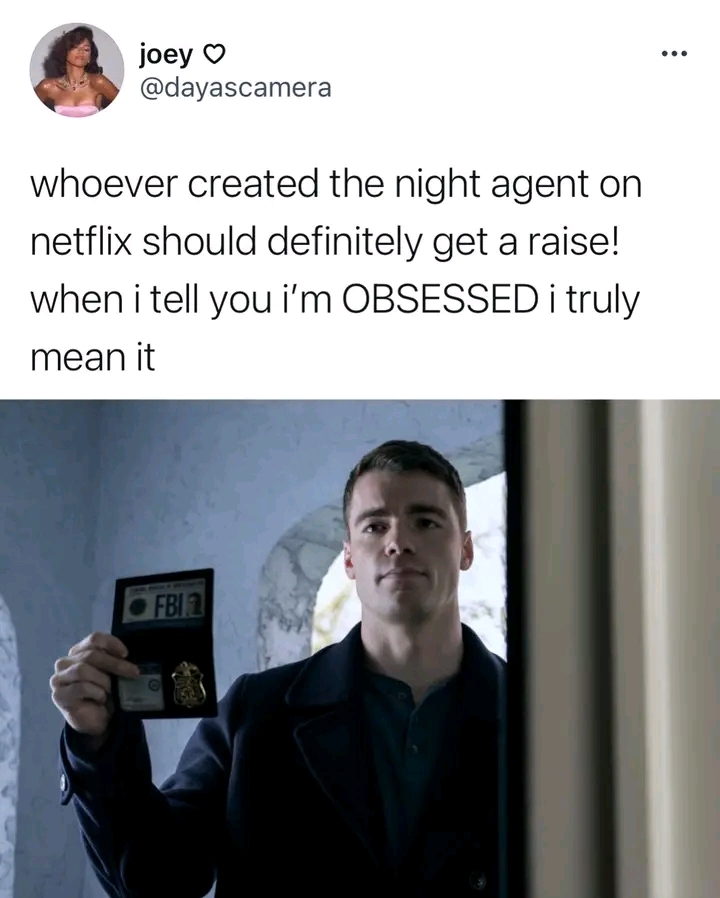 joey ♡
@dayascamera
whoever created the night agent on
netflix should definitely get a raise!
when i tell you i'm OBSESSED i truly
mean it
FBI